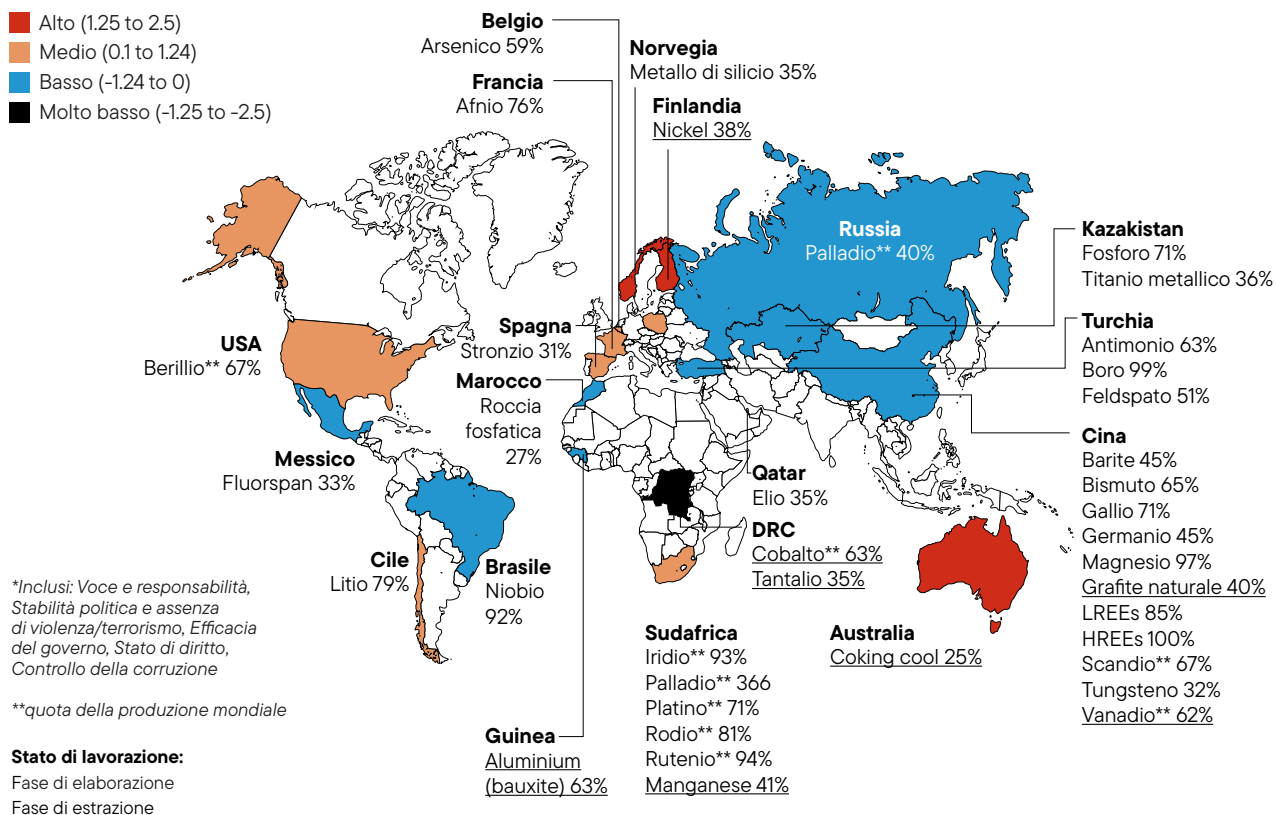 Alto (1.25 to 2.5)
Medio (0.1 to 1.24)
Basso (-1.24 to 0)
Molto basso (-1.25 to -2.5)
Belgio
Arsenico 59%
Francia
Afnio 76%
Norvegia
Metallo di silicio 35%
Finlandia
Nickel 38%
Russia
Palladio** 40%
Kazakistan
Fosforo 71%
Titanio metallico 36%
Turchia
Antimonio 63%
Boro 99%
Feldspato 51%
Cina
Barite 45%
Bismuto 65%
Gallio 71%
Germanio 45%
Magnesio 97%
Grafite naturale 40%
LREEs 85%
HREEs 100%
Scandio** 67%
Tungsteno 32%
Vanadio** 62%
USA
Berillio** 67%
Spagna
Stronzio 31%
Marocco
Roccia
fosfatica
27%
Messico
Fluorspan 33%
Qatar
Elio 35%
DRC
Cobalto** 63%
Tantalio 35%
Cile
Litio 79%
Brasile
Niobio
92%
Sudafrica
Iridio** 93%
Palladio** 366
Platino** 71%
Rodio** 81%
Rutenio** 94%
Manganese 41%
Australia
Coking cool 25%
Guinea
Aluminium
(bauxite) 63%
*Inclusi: Voce e responsabilità,
Stabilità politica e assenza
di violenza/terrorismo, Efficacia
del governo, Stato di diritto,
Controllo della corruzione
**quota della produzione mondiale
Stato di lavorazione:
Fase di elaborazione
Fase di estrazione